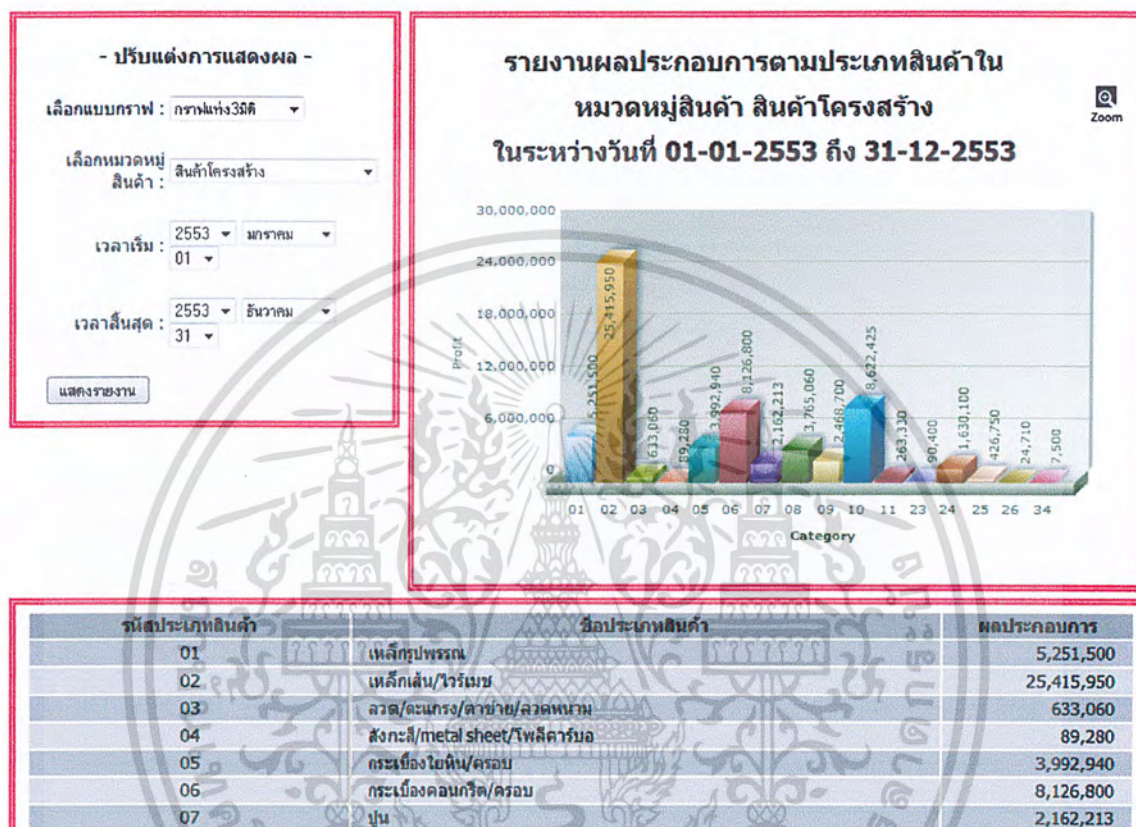 - ปรับแต่งการแสดงผล -
เลือกแบบกราฟ : กราฟแท่ง3มิติ
เลือกหมวดหมู่
สินค้า : สินค้าโครงสร้าง
เวลาเริ่ม : 2553 มกราคม
01
เวลาสิ้นสุด : 2553 ธันวาคม
31
แสดงรายงาน
รายงานผลประกอบการตามประเภทสินค้าใน
หมวดหมู่สินค้า สินค้าโครงสร้าง
ในระหว่างวันที่ 01-01-2553 ถึง 31-12-2553
Zoom
30,000,000
24,000,000
18,000,000
12,000,000
6,000,000
0
Profit
5,251,500
25,415,950
633,060
89,280
3,992,940
8,126,800
2,162,213
3,765,060
2,468,700
8,622,425
263,330
90,400
1,630,100
426,750
24,710
7,500
01 02 03 04 05 06 07 08 09 10 11 23 24 25 26 34
Category
รหัสประเภทสินค้า ชื่อประเภทสินค้า ผลประกอบการ
01 เหล็กรูปพรรณ 5,251,500
02 เหล็กเส้น/ไวร์เมช 25,415,950
03 ลวด/ตะแกรง/ตาข่าย/ลวดหนาม 633,060
04 สังกะสี/metal sheet/โพลีคาร์บอ 89,280
05 กระเบื้องใยหิน/ครอบ 3,992,940
06 กระเบื้องคอนกรีต/ครอบ 8,126,800
07 ปูน 2,162,213